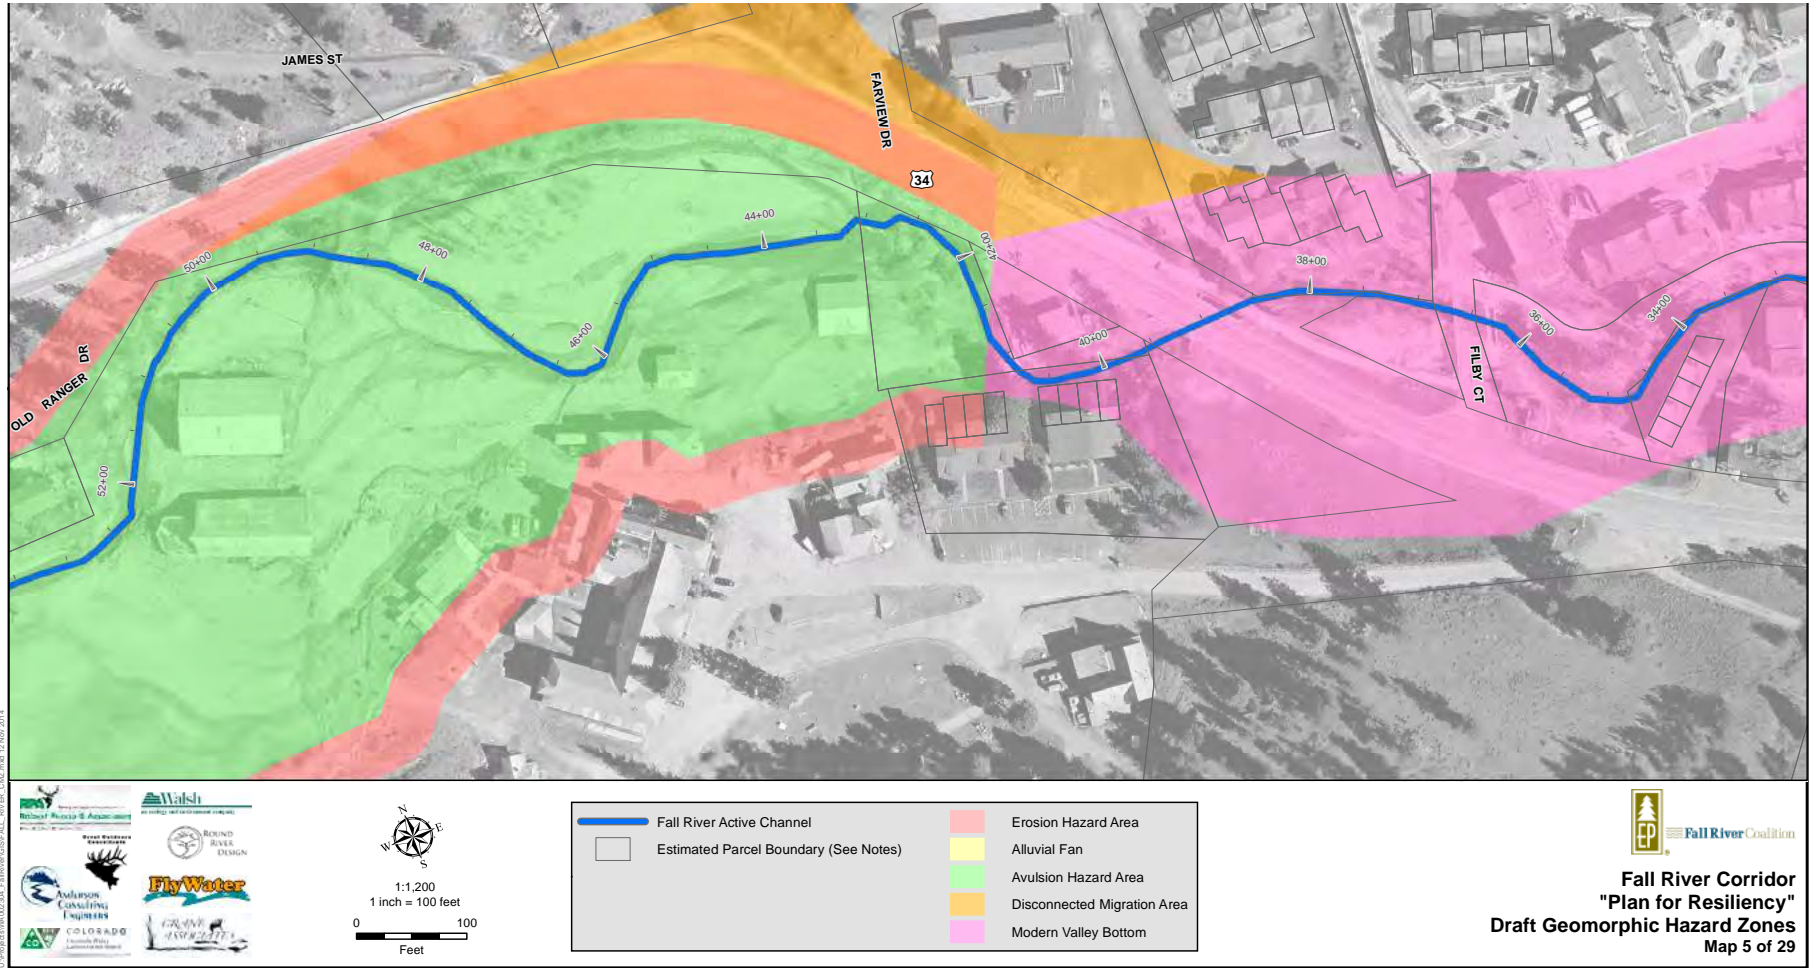 JAMES ST
FARVIEW DR
34
44+00
42+00
48+00
50+00
38+00
46+00
40+00
36+00
34+00
OLD RANGER DR
FILBY CT
52+00
Walsh
Great Outdoors
Consultants
ROUND
RIVER
DESIGN
Anderson
Consulting
Engineers
FlyWater
COLORADO
CO
N
E
W
S
1:1,200
1 inch = 100 feet
0 100
Feet
Fall River Active Channel
Estimated Parcel Boundary (See Notes)
Erosion Hazard Area
Alluvial Fan
Avulsion Hazard Area
Disconnected Migration Area
Modern Valley Bottom
EP
Fall River Coalition
Fall River Corridor
"Plan for Resiliency"
Draft Geomorphic Hazard Zones
Map 5 of 29